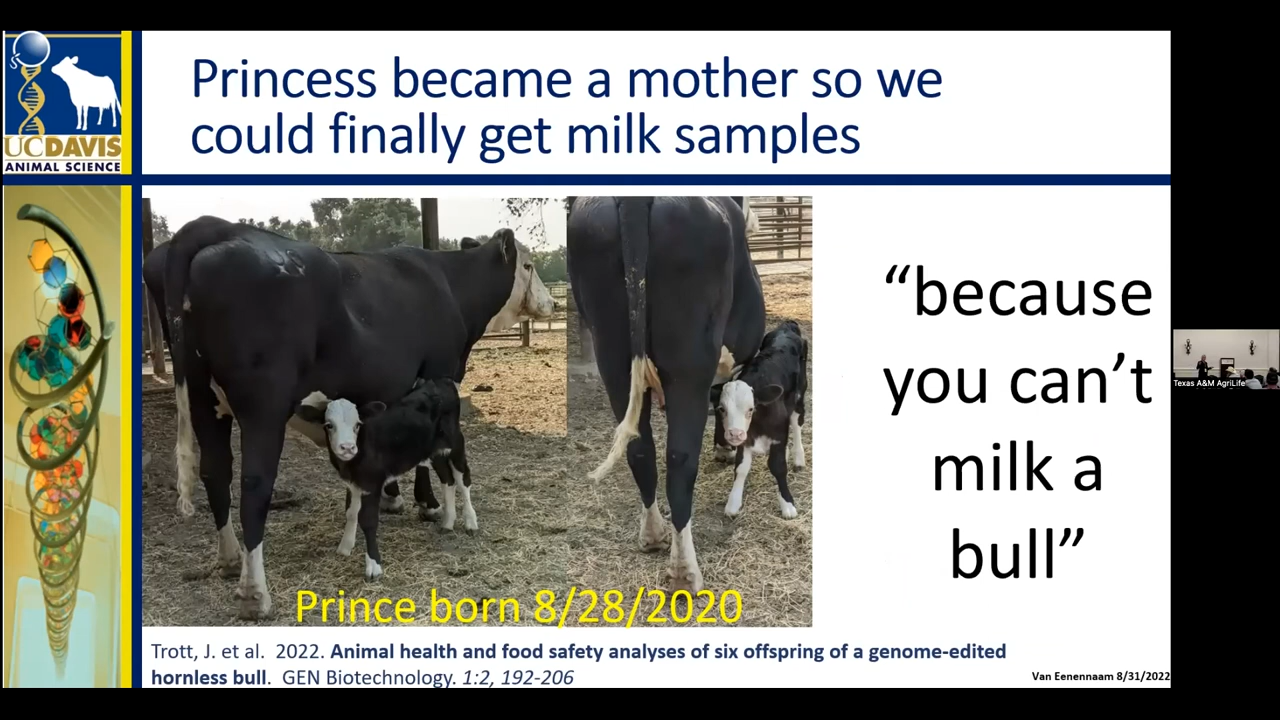 UCDAVIS
ANIMAL SCIENCE
Princess became a mother so we
could finally get milk samples
“because
you can’t
milk a
bull”
Prince born 8/28/2020
Trott, J. et al. 2022. Animal health and food safety analyses of six offspring of a genome-edited
hornless bull. GEN Biotechnology. 1:2, 192-206
Van Eenennaam 8/31/2022
Texas A&M AgriLife